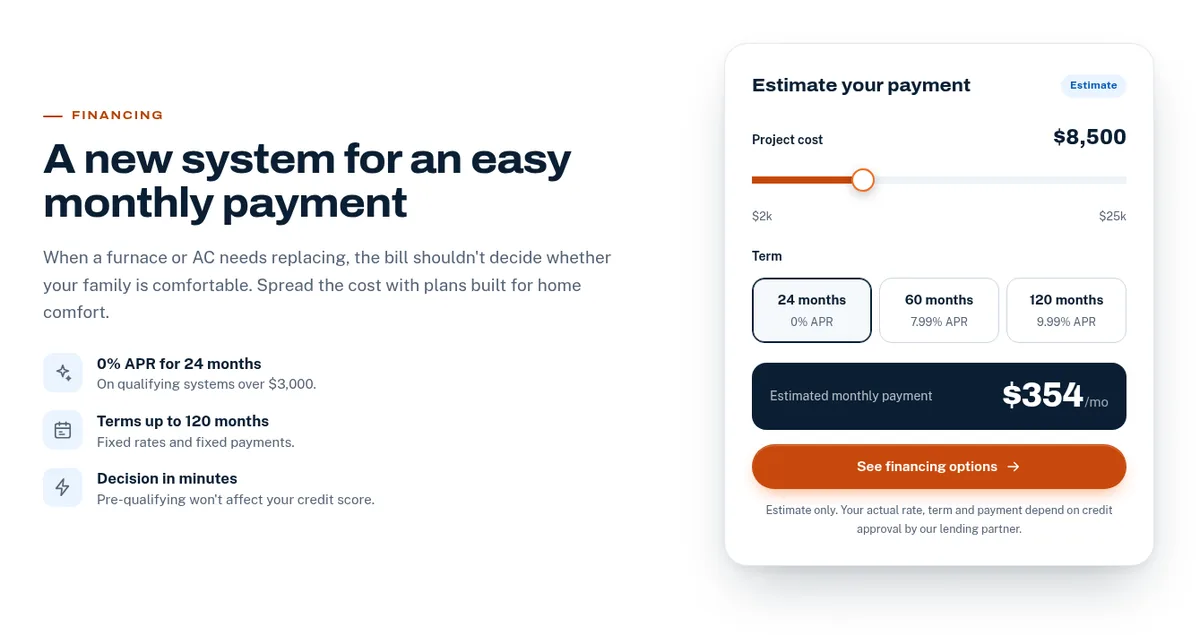 FINANCING
A new system for an easy
monthly payment
When a furnace or AC needs replacing, the bill shouldn't decide whether
your family is comfortable. Spread the cost with plans built for home
comfort.
0% APR for 24 months
On qualifying systems over $3,000.
Terms up to 120 months
Fixed rates and fixed payments.
Decision in minutes
Pre-qualifying won't affect your credit score.
Estimate your payment
Estimate
Project cost
$8,500
$2k
$25k
Term
24 months
0% APR
60 months
7.99% APR
120 months
9.99% APR
Estimated monthly payment
$354/mo
See financing options →
Estimate only. Your actual rate, term and payment depend on credit
approval by our lending partner.